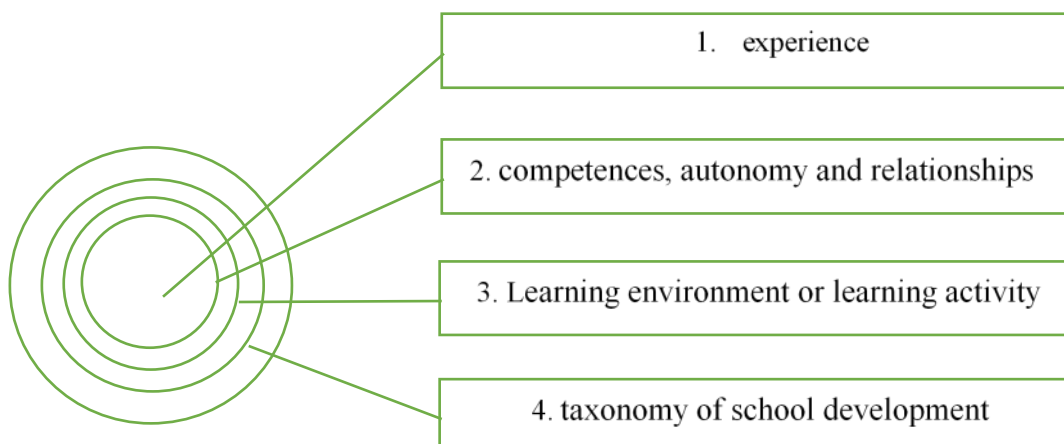 1. experience
2. competences, autonomy and relationships
3. Learning environment or learning activity
4. taxonomy of school development